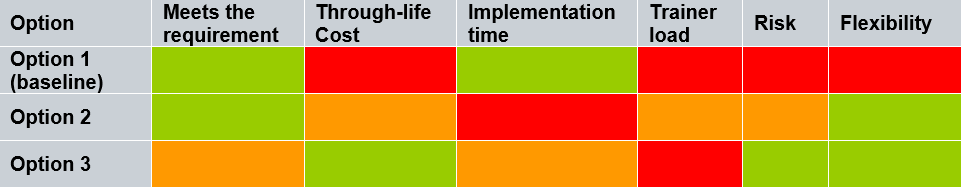 Option
Meets the
requirement
Through-life
Cost
Implementation
time
Trainer
load
Risk
Flexibility
Option 1
(baseline)
Option 2
Option 3